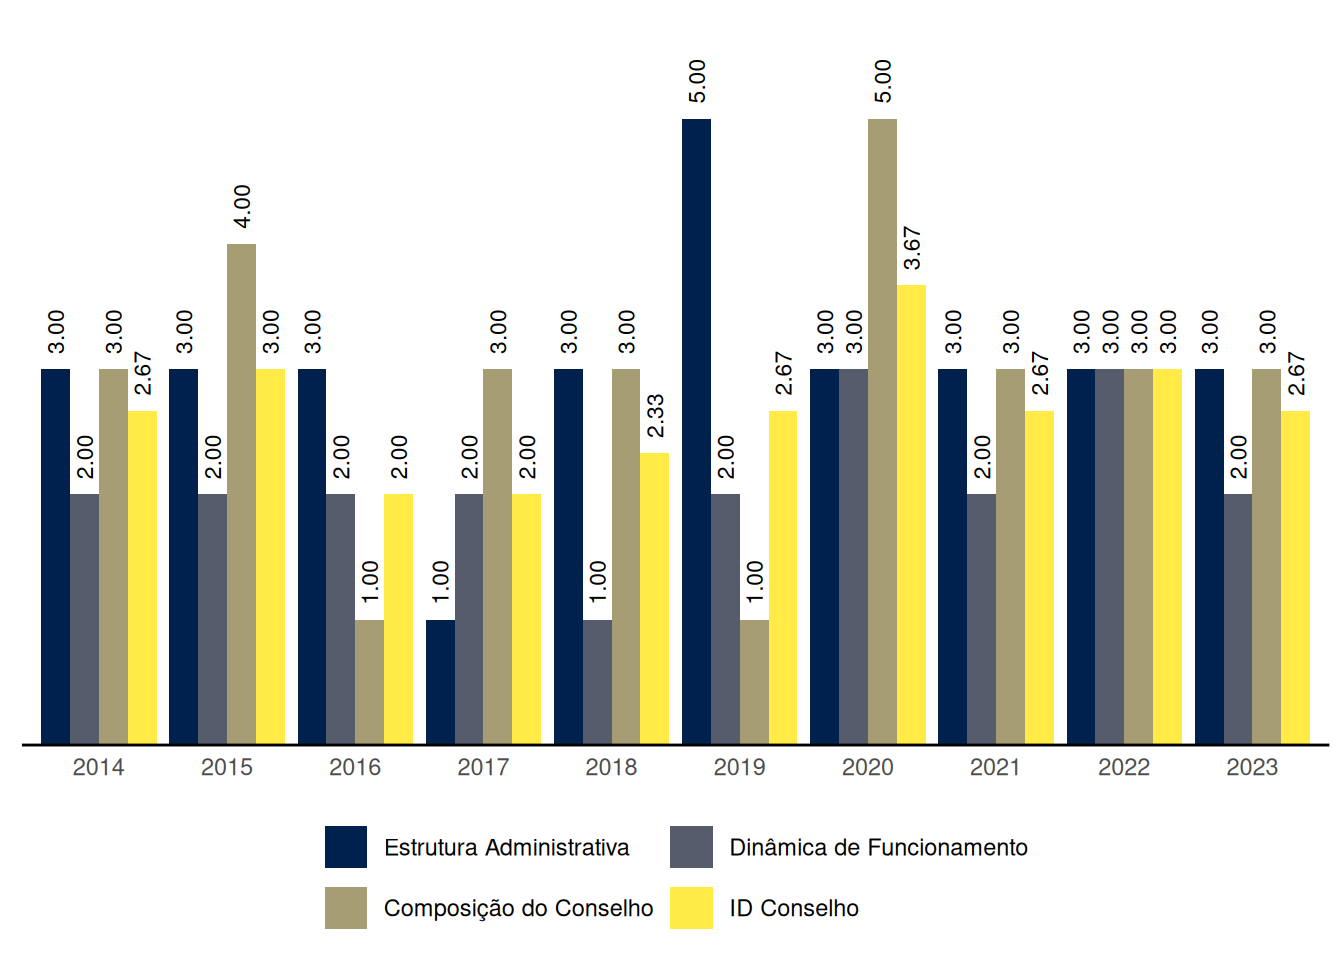 5.00 5.00
4.00
3.67
3.00 3.00 3.00 3.00 3.00 3.00 3.00 3.00 3.00 3.00 3.00 3.00 3.00 3.00 3.00 3.00 3.00 3.00 3.00
2.67 2.67 2.67 2.67
2.33
2.00 2.00 2.00 2.00 2.00 2.00 2.00 2.00 2.00
1.00 1.00 1.00 1.00
2014 2015 2016 2017 2018 2019 2020 2021 2022 2023
Estrutura Administrativa Dinâmica de Funcionamento
Composição do Conselho ID Conselho